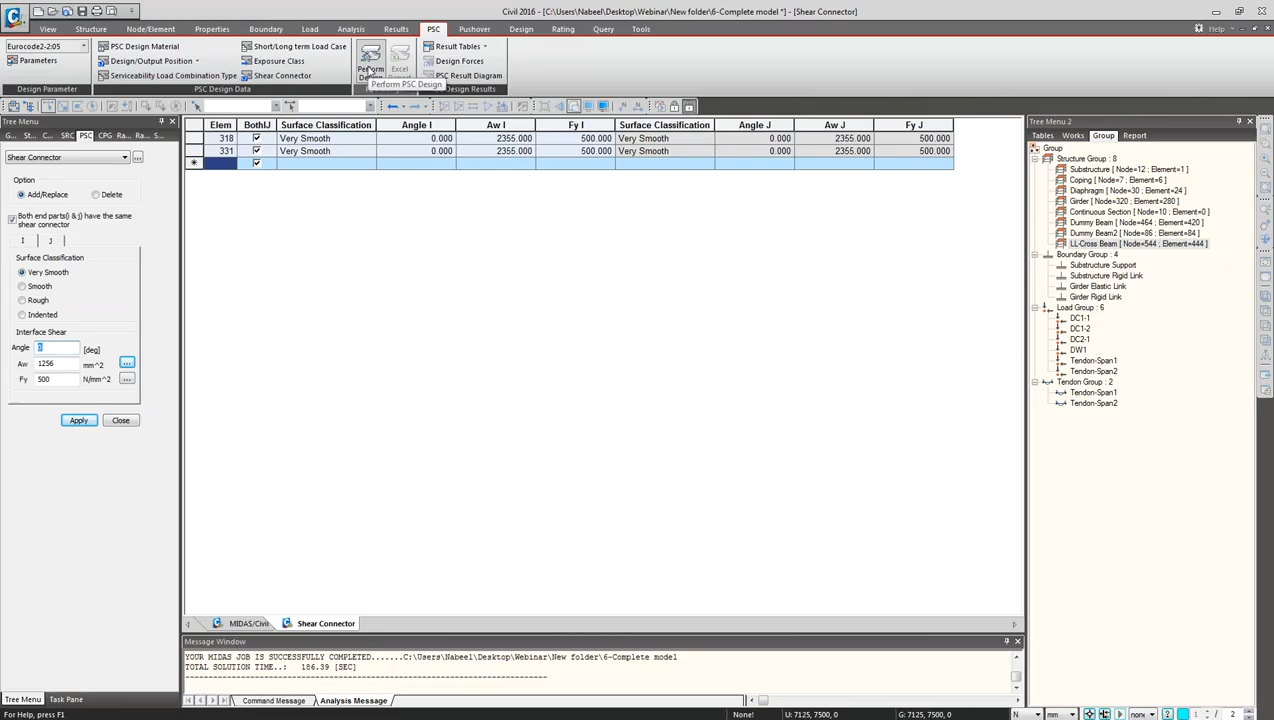 Civil 2016 - [C:\Users\Nabeel\Desktop\Webinar\New folder\6-Complete model *] - [Shear Connector]
View Structure Node/Element Properties Boundary Load Analysis Results PSC Pushover Design Rating Query Tools Help
Eurocode2-2:05 PSC Design Material Short/Long term Load Case Result Tables
Parameters Design/Output Position Exposure Class Perform Excel Design Forces
Serviceability Load Combination Type Shear Connector PSC Result Diagram
Design Parameter PSC Design Data Perform PSC Design Design Results
Tree Menu
G... St... C... SRC PSC CPG Ra... Ra...
Shear Connector
Option
Add/Replace Delete
Both end parts(i & j) have the same
shear connector
I J
Surface Classification
Very Smooth
Smooth
Rough
Indented
Interface Shear
Angle 0 [deg]
Aw 1256 mm^2
Fy 500 N/mm^2
Apply Close
Elem BothIJ Surface Classification Angle I Aw I Fy I Surface Classification Angle J Aw J Fy J
318 Very Smooth 0.000 2355.000 500.000 Very Smooth 0.000 2355.000 500.000
331 Very Smooth 0.000 2355.000 500.000 Very Smooth 0.000 2355.000 500.000
Tree Menu 2
Tables Works Group Report
Group
Structure Group : 8
Substructure [ Node=12 ; Element=1 ]
Coping [ Node=7 ; Element=6 ]
Diaphragm [ Node=30 ; Element=24 ]
Girder [ Node=320 ; Element=280 ]
Continuous Section [ Node=10 ; Element=0 ]
Dummy Beam [ Node=464 ; Element=420 ]
Dummy Beam2 [ Node=86 ; Element=84 ]
LL-Cross Beam [ Node=544 ; Element=444 ]
Boundary Group : 4
Substructure Support
Substructure Rigid Link
Girder Elastic Link
Girder Rigid Link
Load Group : 6
DC1-1
DC1-2
DC2-1
DW1
Tendon-Span1
Tendon-Span2
Tendon Group : 2
Tendon-Span1
Tendon-Span2
MIDAS/Civil Shear Connector
Message Window
YOUR MIDAS JOB IS SUCCESSFULLY COMPLETED.......C:\Users\Nabeel\Desktop\Webinar\New folder\6-Complete model
TOTAL SOLUTION TIME..: 186.39 [SEC]
Tree Menu Task Pane Command Message Analysis Message
For Help, press F1 None! U: 7125, 7500, 0 G: 7125, 7500, 0 N mm none 1 / 2